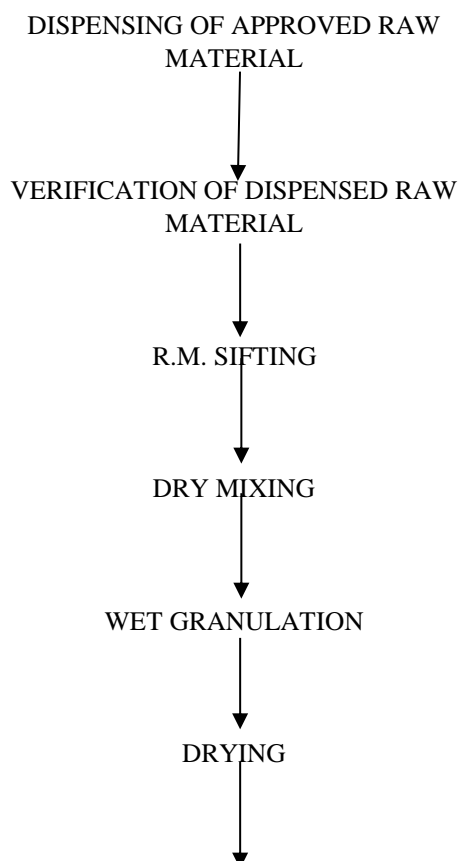 DISPENSING OF APPROVED RAW
MATERIAL
VERIFICATION OF DISPENSED RAW
MATERIAL
R.M. SIFTING
DRY MIXING
WET GRANULATION
DRYING